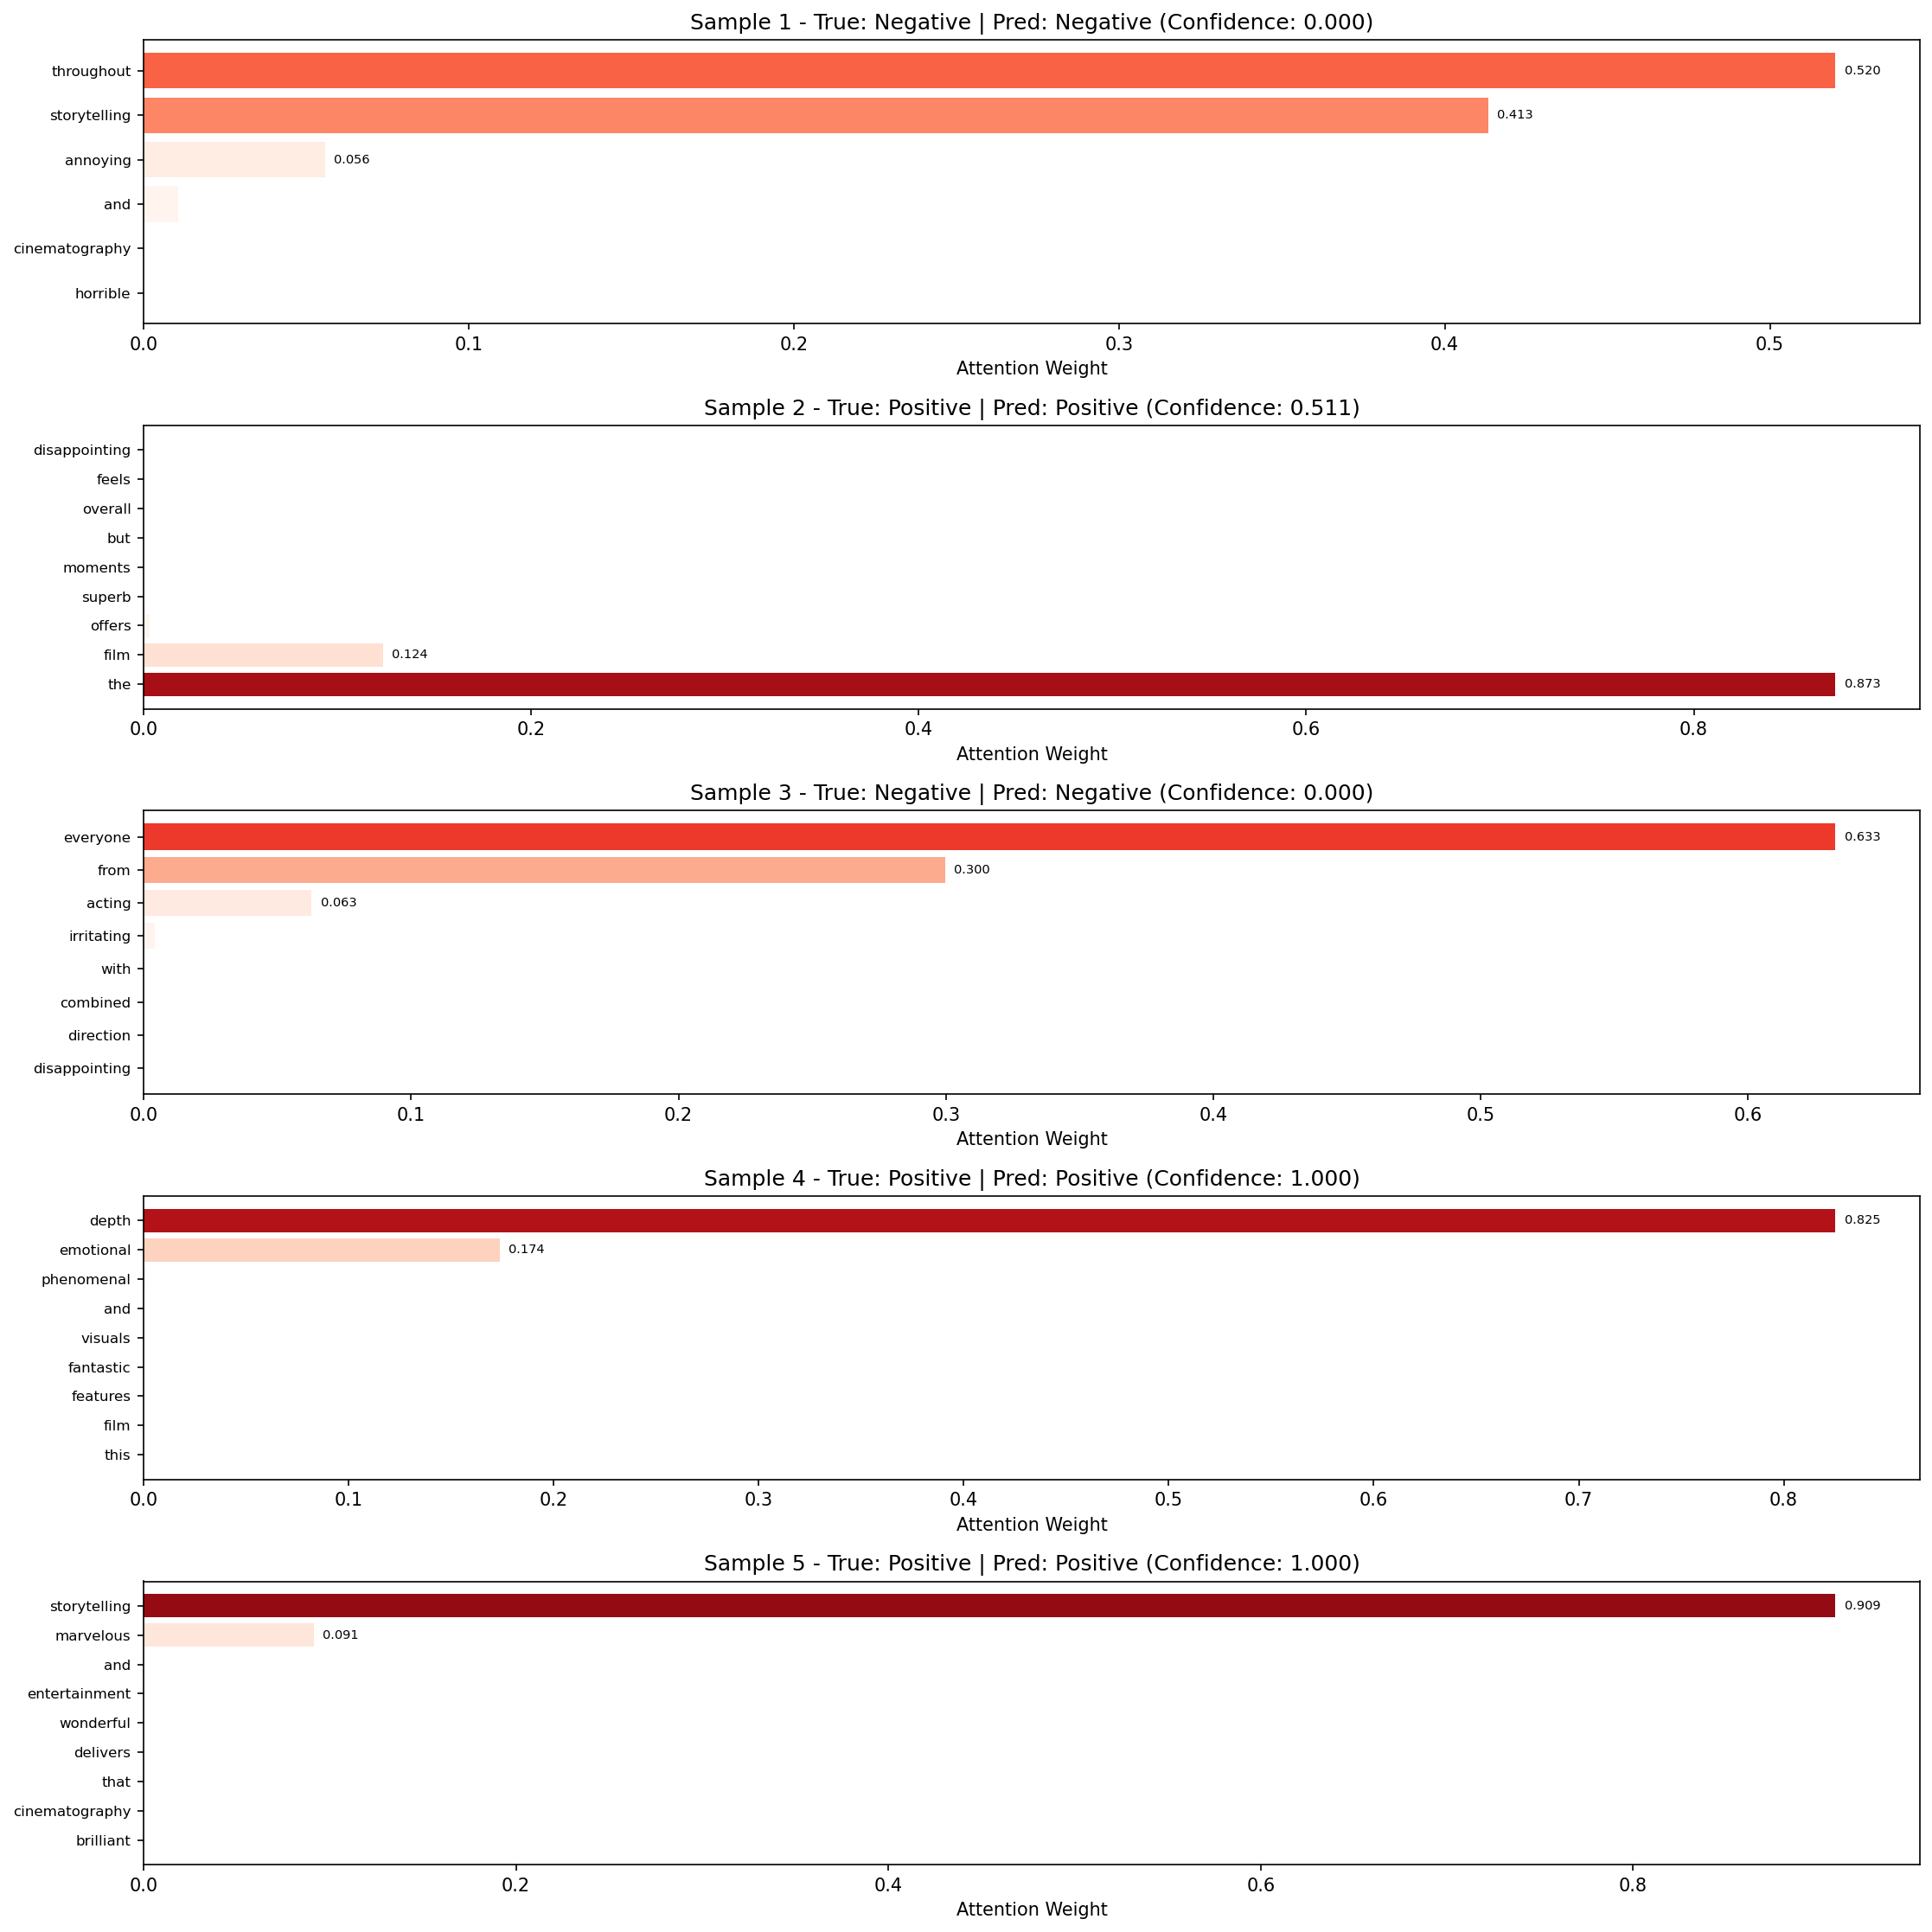 Sample 1 - True: Negative | Pred: Negative (Confidence: 0.000)
throughout 0.520
storytelling 0.413
annoying 0.056
and
cinematography
horrible
0.0 0.1 0.2 0.3 0.4 0.5
Attention Weight
Sample 2 - True: Positive | Pred: Positive (Confidence: 0.511)
disappointing
feels
overall
but
moments
superb
offers
film 0.124
the 0.873
0.0 0.2 0.4 0.6 0.8
Attention Weight
Sample 3 - True: Negative | Pred: Negative (Confidence: 0.000)
everyone 0.633
from 0.300
acting 0.063
irritating
with
combined
direction
disappointing
0.0 0.1 0.2 0.3 0.4 0.5 0.6
Attention Weight
Sample 4 - True: Positive | Pred: Positive (Confidence: 1.000)
depth 0.825
emotional 0.174
phenomenal
and
visuals
fantastic
features
film
this
0.0 0.1 0.2 0.3 0.4 0.5 0.6 0.7 0.8
Attention Weight
Sample 5 - True: Positive | Pred: Positive (Confidence: 1.000)
storytelling 0.909
marvelous 0.091
and
entertainment
wonderful
delivers
that
cinematography
brilliant
0.0 0.2 0.4 0.6 0.8
Attention Weight